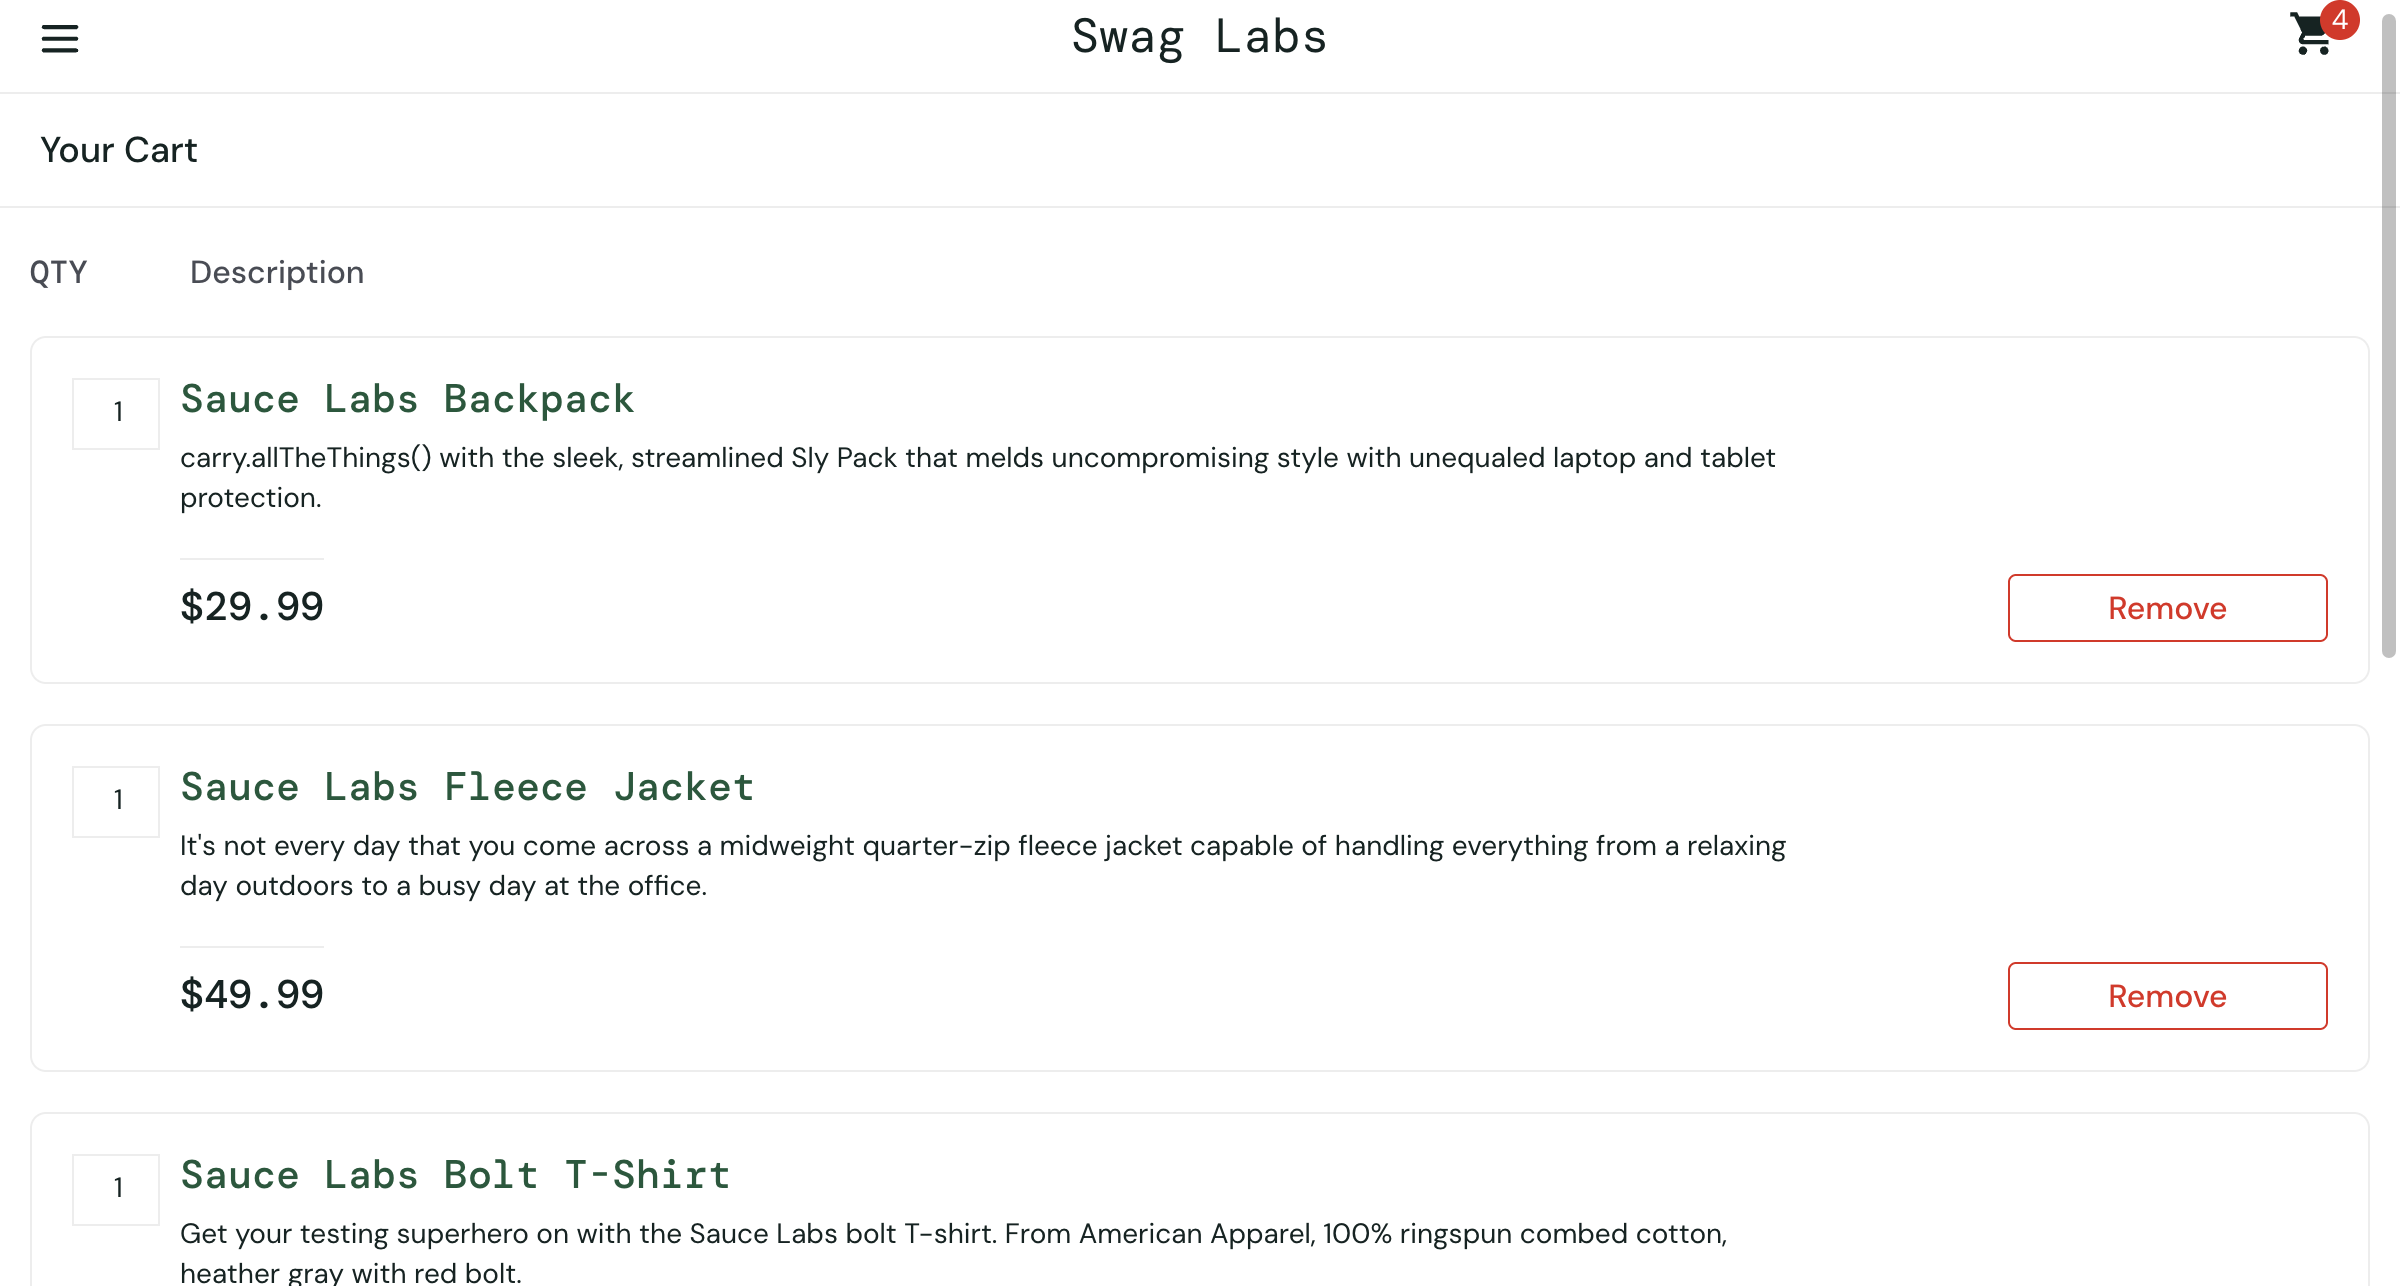 Swag Labs
4
Your Cart
QTY Description
1 Sauce Labs Backpack
carry.allTheThings() with the sleek, streamlined Sly Pack that melds uncompromising style with unequaled laptop and tablet
protection.
$29.99
Remove
1 Sauce Labs Fleece Jacket
It's not every day that you come across a midweight quarter-zip fleece jacket capable of handling everything from a relaxing
day outdoors to a busy day at the office.
$49.99
Remove
1 Sauce Labs Bolt T-Shirt
Get your testing superhero on with the Sauce Labs bolt T-shirt. From American Apparel, 100% ringspun combed cotton,
heather gray with red bolt.